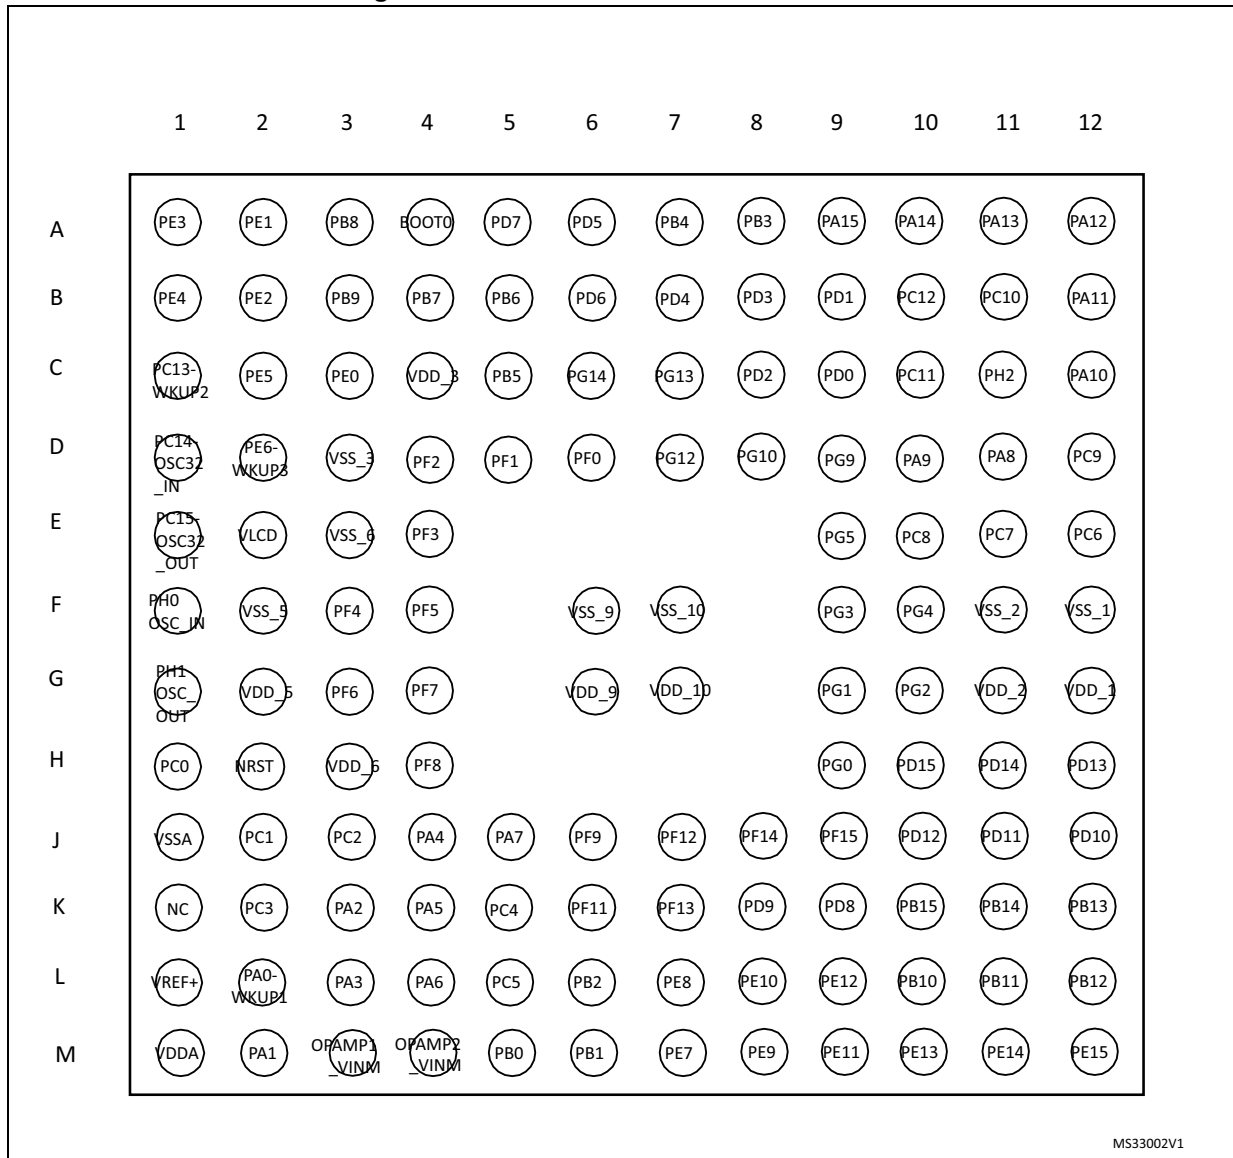 1 2 3 4 5 6 7 8 9 10 11 12
A PE3 PE1 PB8 BOOT0 PD7 PD5 PB4 PB3 PA15 PA14 PA13 PA12
B PE4 PE2 PB9 PB7 PB6 PD6 PD4 PD3 PD1 PC12 PC10 PA11
C PC13-WKUP2 PE5 PE0 VDD_3 PB5 PG14 PG13 PD2 PD0 PC11 PH2 PA10
D PC14-OSC32_IN PE6-WKUP3 VSS_3 PF2 PF1 PF0 PG12 PG10 PG9 PA9 PA8 PC9
E PC15-OSC32_OUT VLCD VSS_6 PF3 PG5 PC8 PC7 PC6
F PH0 OSC_IN VSS_5 PF4 PF5 VSS_9 VSS_10 PG3 PG4 VSS_2 VSS_1
G PH1 OSC_OUT VDD_5 PF6 PF7 VDD_9 VDD_10 PG1 PG2 VDD_2 VDD_1
H PC0 NRST VDD_6 PF8 PG0 PD15 PD14 PD13
J VSSA PC1 PC2 PA4 PA7 PF9 PF12 PF14 PF15 PD12 PD11 PD10
K NC PC3 PA2 PA5 PC4 PF11 PF13 PD9 PD8 PB15 PB14 PB13
L VREF+ PA0-WKUP1 PA3 PA6 PC5 PB2 PE8 PE10 PE12 PB10 PB11 PB12
M VDDA PA1 OPAMP1_VINM OPAMP2_VINM PB0 PB1 PE7 PE9 PE11 PE13 PE14 PE15
MS33002V1